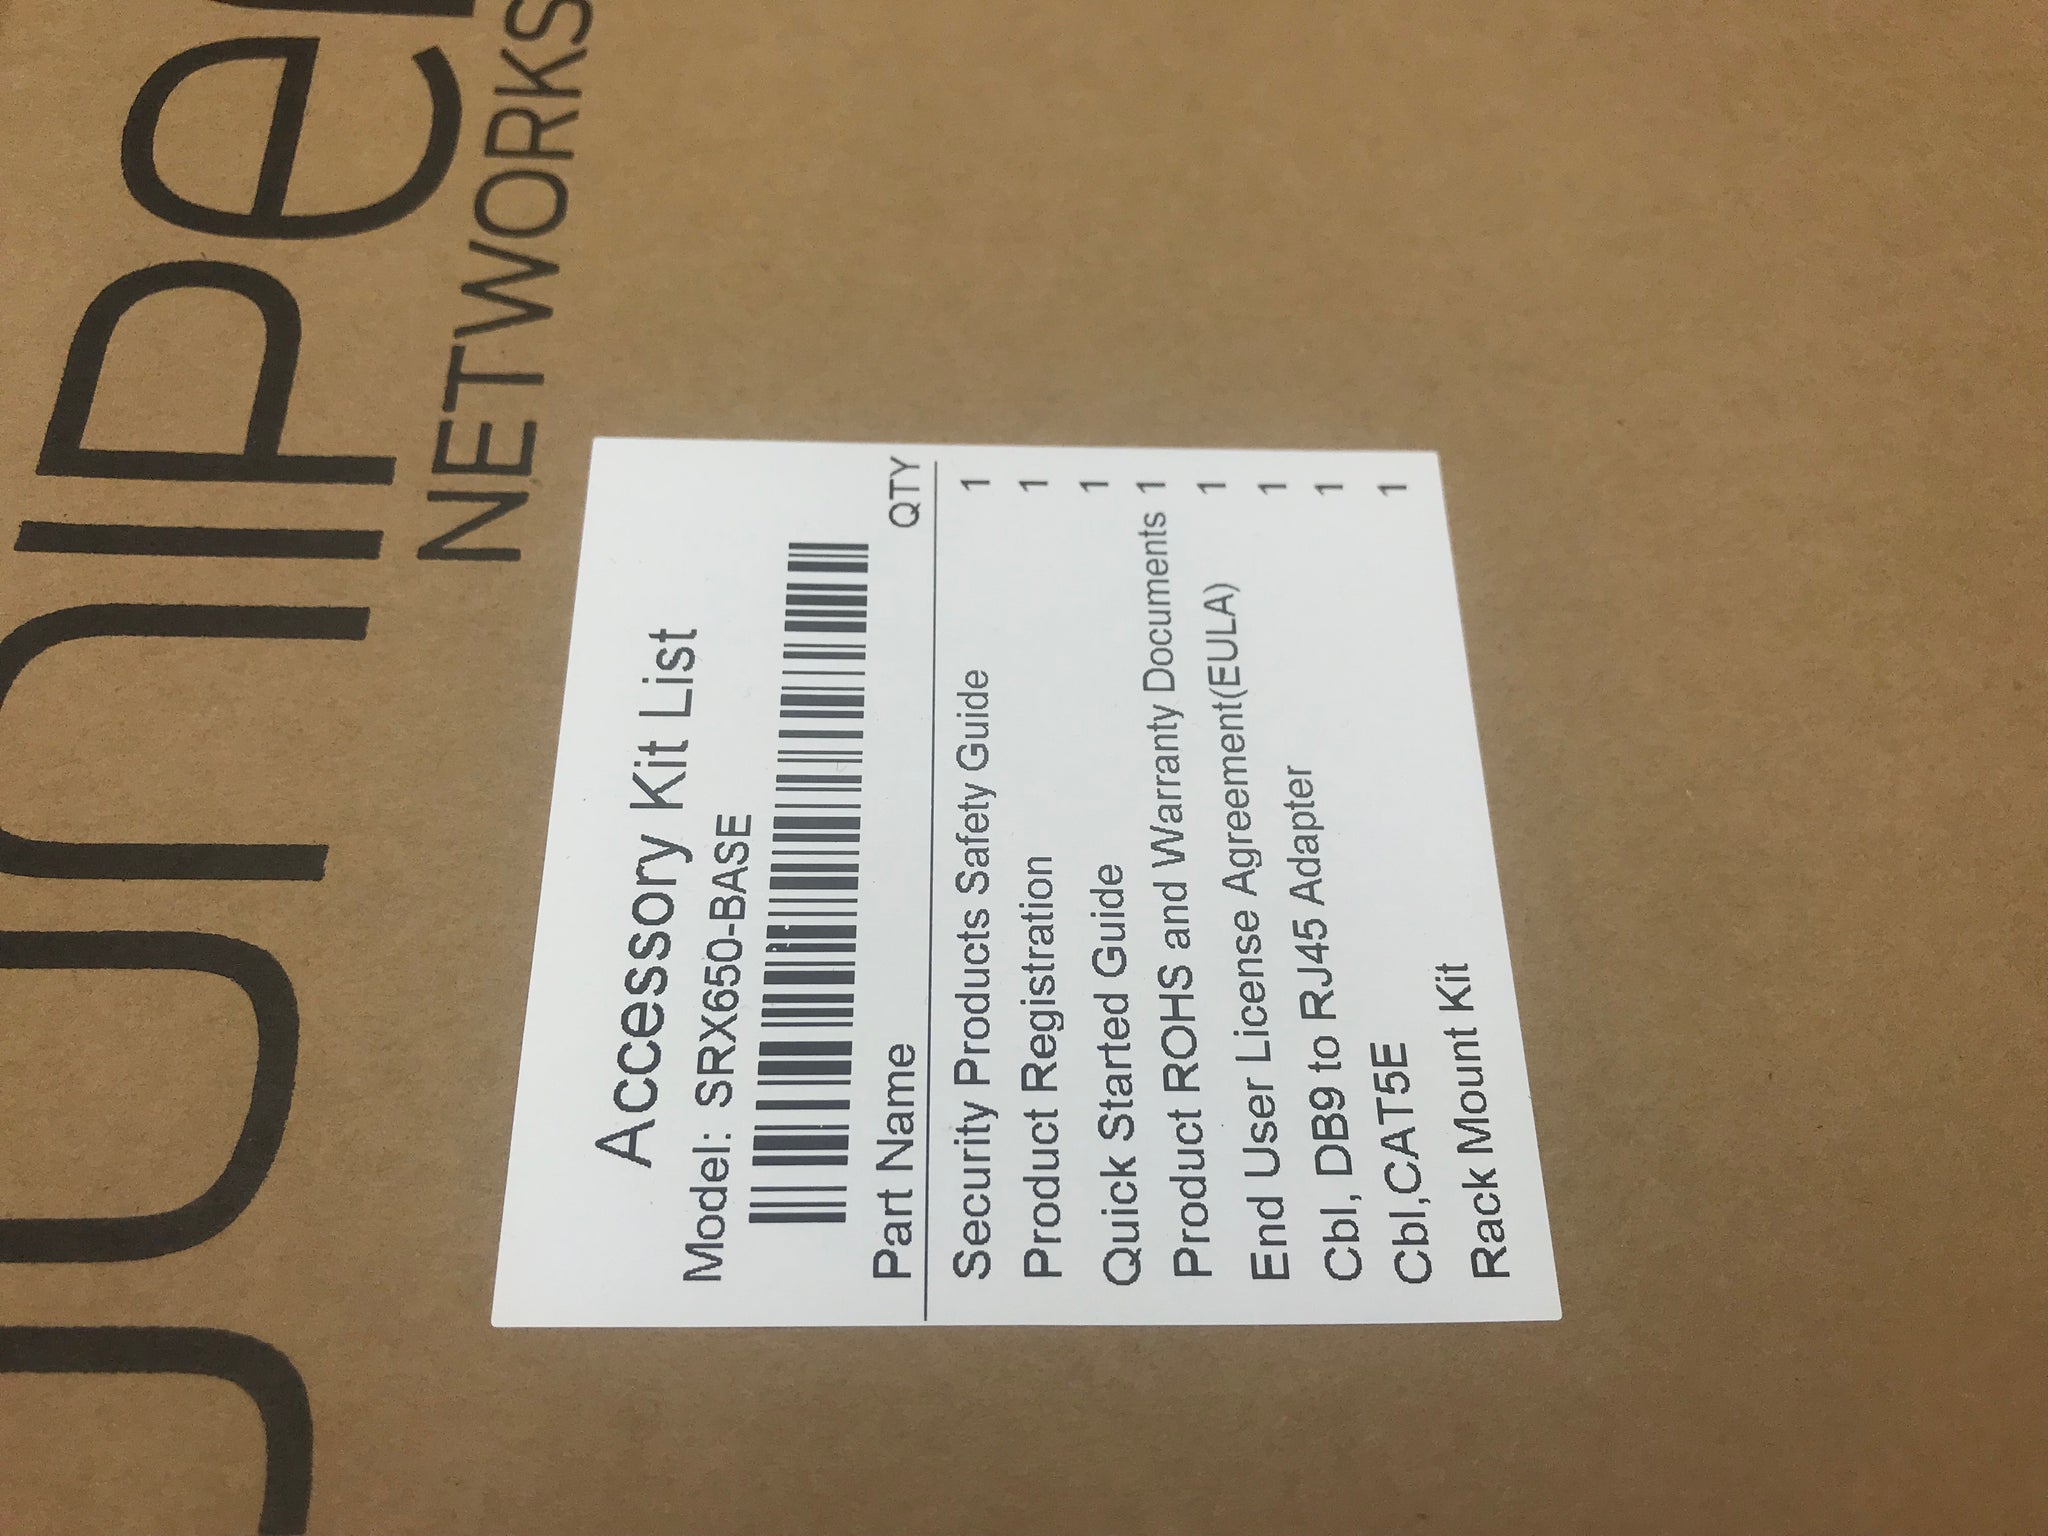 JUNIPe
NETWORKS
Accessory Kit List
Model: SRX650-BASE
Part Name QTY
Security Products Safety Guide 1
Product Registration 1
Quick Started Guide 1
Product ROHS and Warranty Documents 1
End User License Agreement(EULA) 1
Cbl, DB9 to RJ45 Adapter 1
Cbl,CAT5E 1
Rack Mount Kit 1